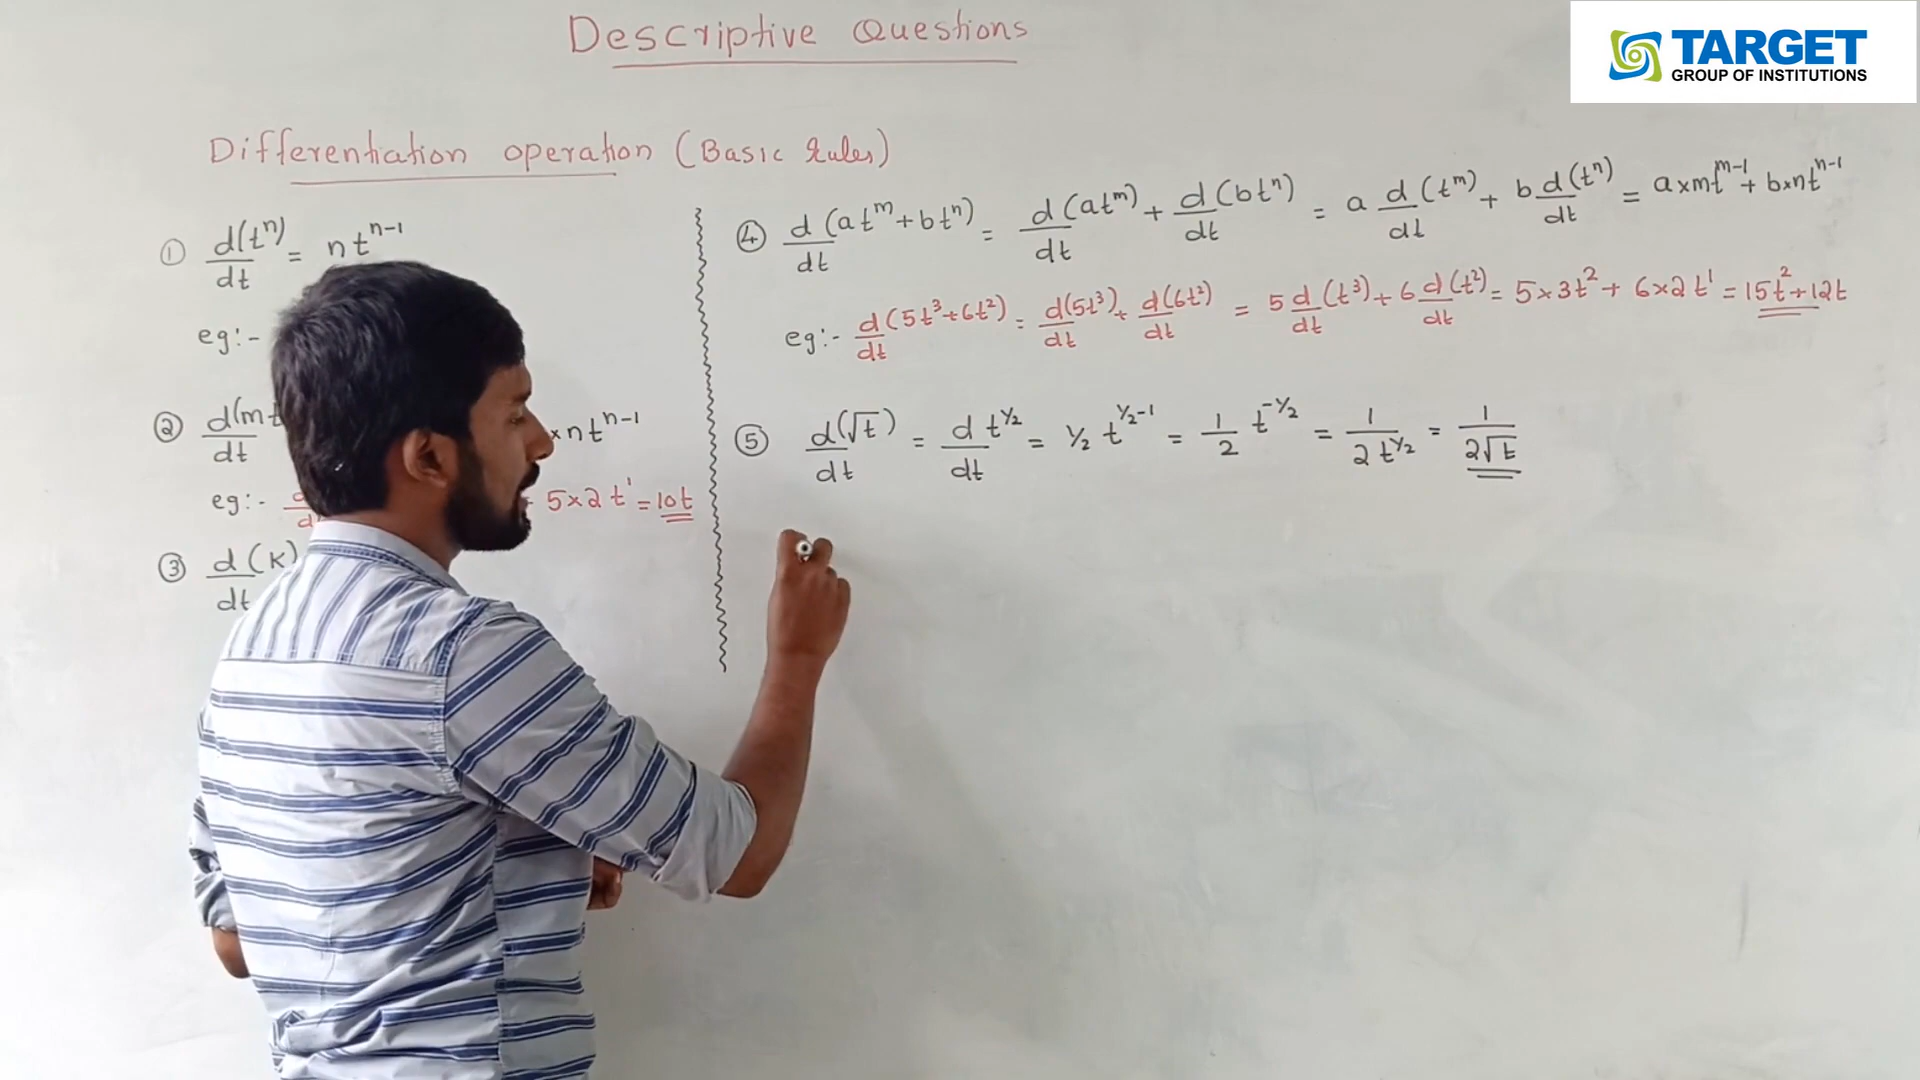 Descriptive Questions
TARGET
GROUP OF INSTITUTIONS
Differentiation operation (Basic Rules)
① d(tⁿ)/dt = n tⁿ⁻¹
eg:-
② d(mt
dt
×ntⁿ⁻¹
eg:- 5×2 t¹ = 10t
③ d(K)
dt
④ d/dt (atᵐ+btⁿ) = d(atᵐ)/dt + d(btⁿ)/dt = a d/dt (tᵐ) + b d(tⁿ)/dt = a×mtᵐ⁻¹ + b×ntⁿ⁻¹
eg:- d/dt (5t³+6t²) = d(5t³)/dt + d(6t²)/dt = 5 d/dt (t³) + 6 d/dt (t²) = 5×3t² + 6×2t¹ = 15t²+12t
⑤ d(√t)/dt = d t^½/dt = ½ t^(½-1) = 1/2 t^(-½) = 1/(2 t^½) = 1/(2√t)